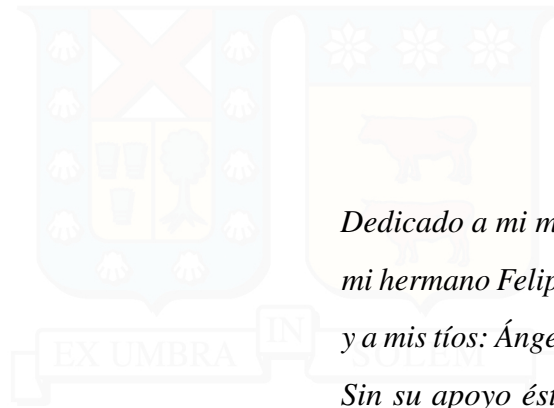 Dedicado a mi
mi hermano
y a mis tíos:
Sin su apoyo
EX UMBRA IN SOLEM